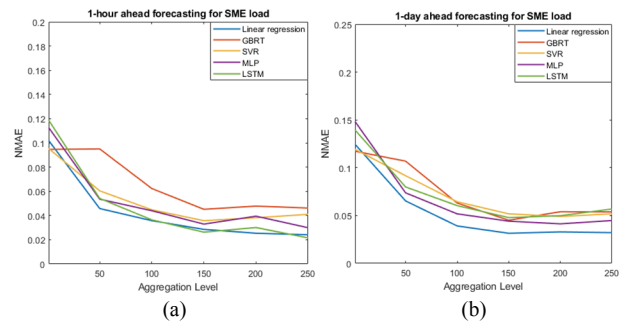 1-hour ahead forecasting for SME load
0.2
0.18
0.16
0.14
0.12
0.1
0.08
0.06
0.04
0.02
0
NMAE
50 100 150 200 250
Aggregation Level
Linear regression
GBRT
SVR
MLP
LSTM
(a)
1-day ahead forecasting for SME load
0.25
0.2
0.15
0.1
0.05
0
NMAE
50 100 150 200 250
Aggregation Level
Linear regression
GBRT
SVR
MLP
LSTM
(b)